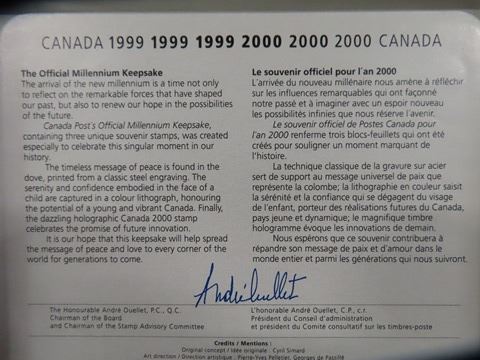 CANADA 1999 1999 1999 2000 2000 2000 CANADA
The Official Millennium Keepsake
The arrival of the new millennium is a time not only
to reflect on the remarkable forces that have shaped
our past, but also to renew our hope in the possibilities
of the future.
Canada Post's Official Millennium Keepsake,
containing three unique souvenir stamps, was created
especially to celebrate this singular moment in our
history.
The timeless message of peace is found in the
dove, printed from a classic steel engraving. The
serenity and confidence embodied in the face of a
child are captured in a colour lithograph, honouring
the potential of a young and vibrant Canada. Finally,
the dazzling holographic Canada 2000 stamp
celebrates the promise of future innovation.
It is our hope that this keepsake will help spread
the message of peace and love to every corner of the
world for generations to come.
Le souvenir officiel pour l'an 2000
L'arrivée du nouveau millénaire nous amène à réfléchir
sur les influences remarquables qui ont façonné
notre passé et à imaginer avec un espoir nouveau
les possibilités infinies que nous réserve l'avenir.
Le souvenir officiel de Postes Canada pour
l'an 2000 renferme trois blocs-feuillets qui ont été
créés pour souligner un moment marquant de
l'histoire.
La technique classique de la gravure sur acier
sert de support au message universel de paix que
représente la colombe; la lithographie en couleur saisit
la sérénité et la confiance qui se dégagent du visage
de l'enfant, porteur des réalisations futures du Canada,
pays jeune et dynamique; le magnifique timbre
hologramme évoque les innovations de demain.
Nous espérons que ce souvenir contribuera à
répandre son message de paix et d'amour dans le
monde entier et parmi les générations qui nous suivront.
André Ouellet
The Honourable André Ouellet, P.C., Q.C.
Chairman of the Board
and Chairman of the Stamp Advisory Committee
L'honorable André Ouellet, C.P., c.r.
Président du Conseil d'administration
et président du Comité consultatif sur les timbres-poste
Credits / Mentions :
Original concept / Idée originale : Cyril Simard
Art direction / Direction artistique : Pierre-Yves Pelletier, Georges de Passillé